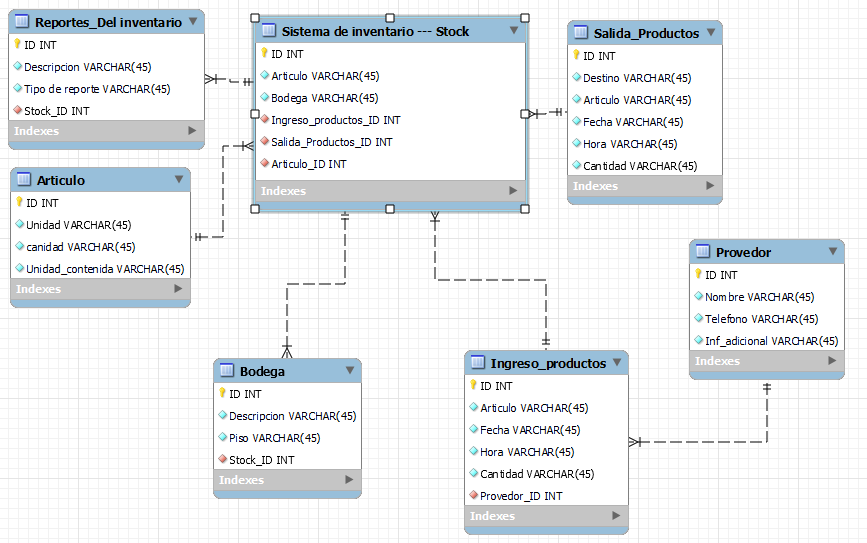 Reportes_Del inventario
ID INT
Descripcion VARCHAR(45)
Tipo de reporte VARCHAR(45)
Stock_ID INT
Indexes
Sistema de inventario --- Stock
ID INT
Articulo VARCHAR(45)
Bodega VARCHAR(45)
Ingreso_productos_ID INT
Salida_Productos_ID INT
Articulo_ID INT
Indexes
Salida_Productos
ID INT
Destino VARCHAR(45)
Articulo VARCHAR(45)
Fecha VARCHAR(45)
Hora VARCHAR(45)
Cantidad VARCHAR(45)
Indexes
Articulo
ID INT
Unidad VARCHAR(45)
canidad VARCHAR(45)
Unidad_contenida VARCHAR(45)
Indexes
Provedor
ID INT
Nombre VARCHAR(45)
Telefono VARCHAR(45)
Inf_adicional VARCHAR(45)
Indexes
Bodega
ID INT
Descripcion VARCHAR(45)
Piso VARCHAR(45)
Stock_ID INT
Indexes
Ingreso_productos
ID INT
Articulo VARCHAR(45)
Fecha VARCHAR(45)
Hora VARCHAR(45)
Cantidad VARCHAR(45)
Provedor_ID INT
Indexes